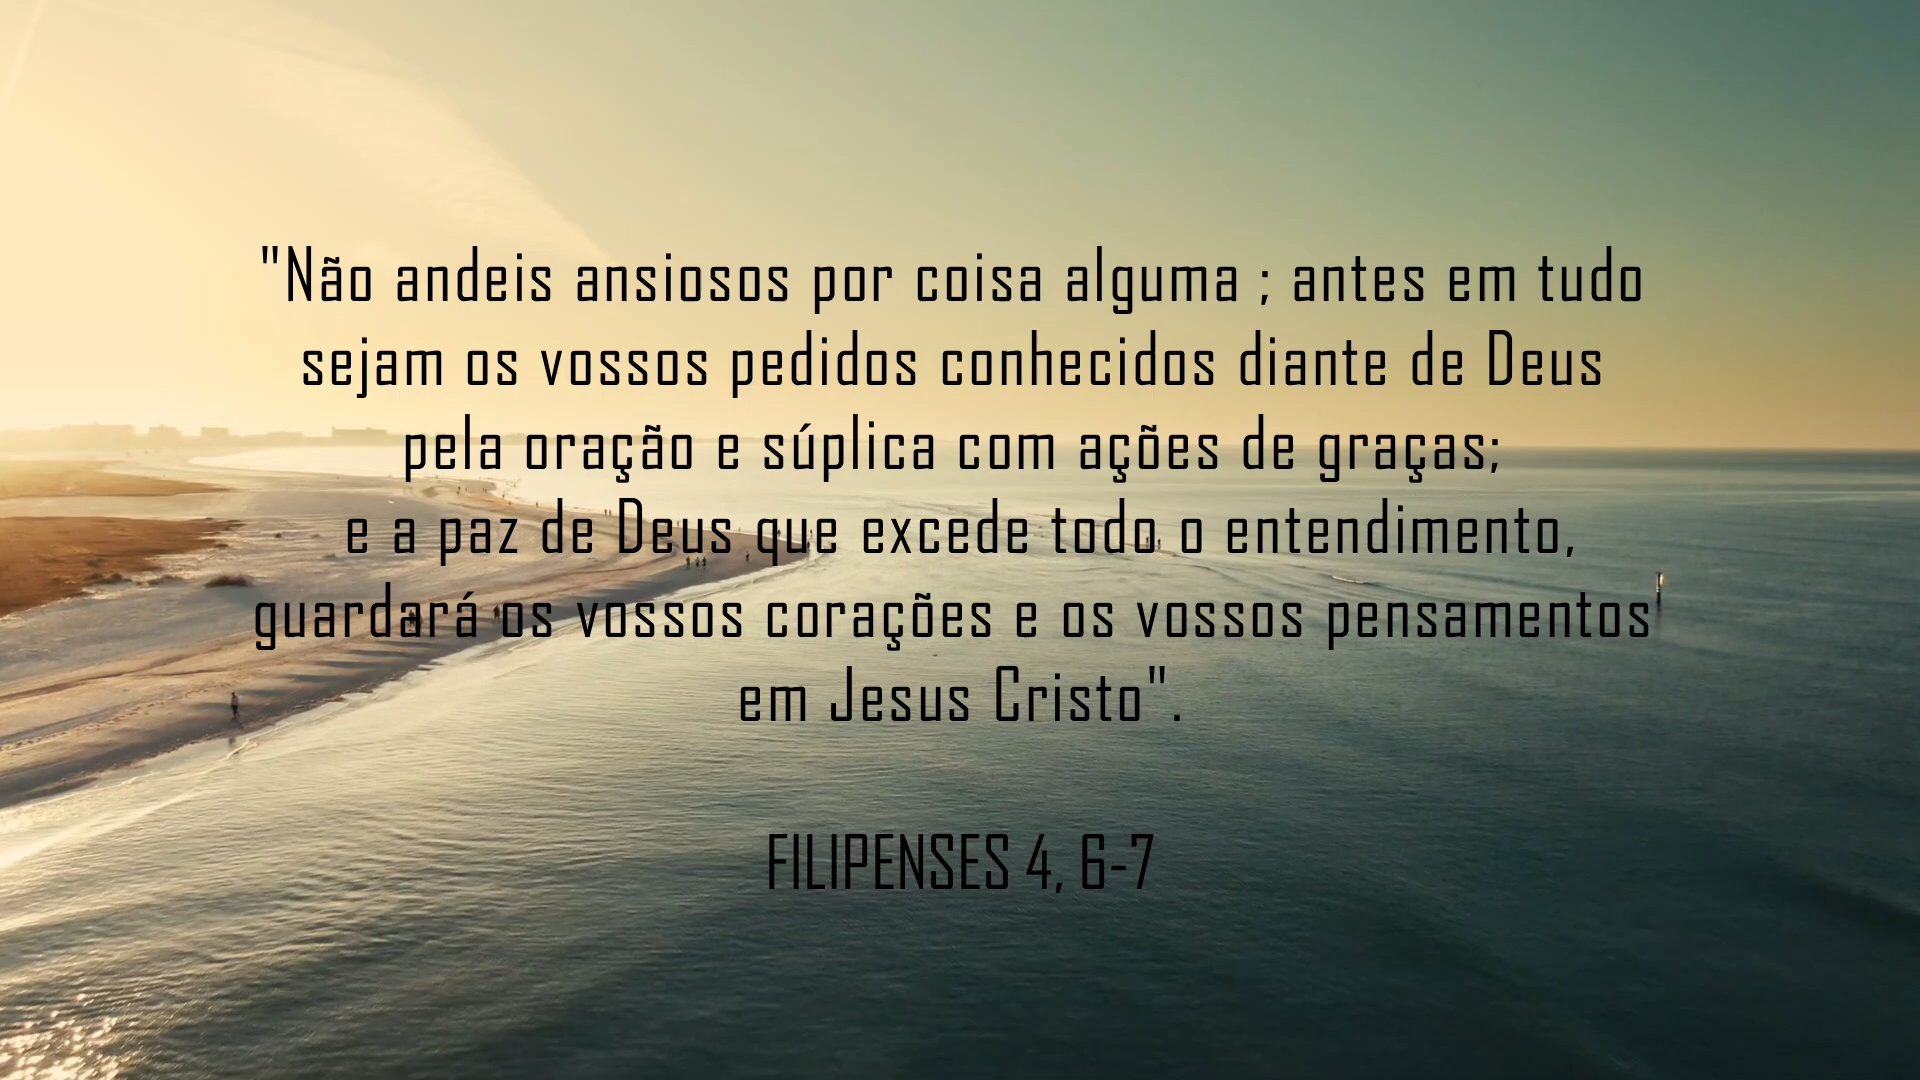 "Não andeis ansiosos por coisa alguma ; antes em tudo
sejam os vossos pedidos conhecidos diante de Deus
pela oração e súplica com ações de graças;
e a paz de Deus que excede todo o entendimento,
guardará os vossos corações e os vossos pensamentos
em Jesus Cristo".
FILIPENSES 4, 6-7